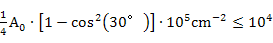 ¼A₀ · [1 − cos²(30° )] · 10⁵cm⁻² ≤ 10⁴